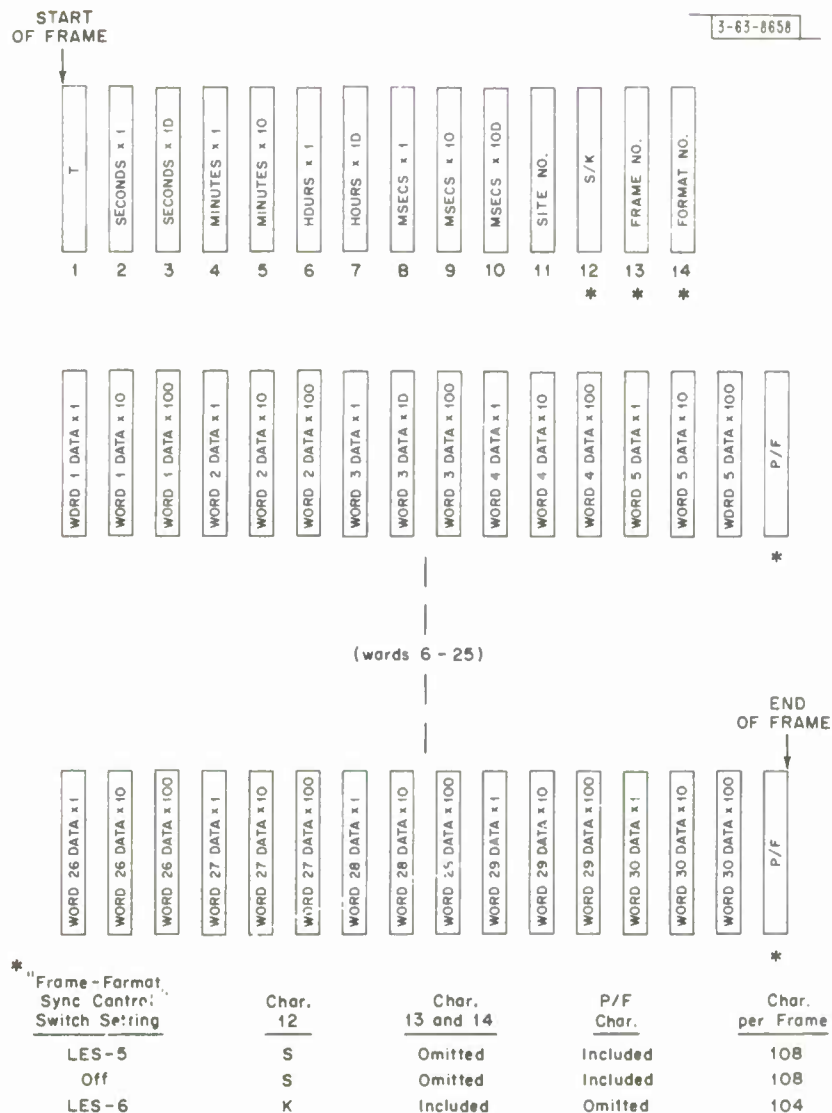 START
OF FRAME
3-63-8658
T
SECONDS x 1
SECONDS x 1D
MINUTES x 1
MINUTES x 10
HDURS x 1
HOURS x 1D
MSECS x 1
MSECS x 10
MSECS x 10D
SITE NO.
S/K
FRAME NO.
FORMAT NO.
1 2 3 4 5 6 7 8 9 10 11 12 13 14
* * *
WDRD 1 DATA x 1
WORD 1 DATA x 10
WORD 1 DATA x 100
WORD 2 DATA x 1
WORD 2 DATA x 10
WORD 2 DATA x 100
WORD 3 DATA x 1
WORD 3 DATA x 1D
WORD 3 DATA x 100
WORD 4 DATA x 1
WORD 4 DATA x 10
WORD 4 DATA x 100
WORD 5 DATA x 1
WORD 5 DATA x 10
WDRD 5 DATA x 100
P/F
*
(wards 6 - 25)
END
OF FRAME
WORD 26 DATA x 1
WORD 26 DATA x 10
WORD 26 DATA x 100
WORD 27 DATA x 1
WORD 27 DATA x 10
WORD 27 DATA x 100
WORD 28 DATA x 1
WORD 28 DATA x 10
WORD 28 DATA x 100
WORD 29 DATA x 1
WORD 29 DATA x 10
WORD 29 DATA x 100
WORD 30 DATA x 1
WORD 30 DATA x 10
WORD 30 DATA x 100
P/F
*
* "Frame-Farmat
Sync Cantrol"
Switch Setting Char. 12 Char. 13 and 14 P/F Char. Char. per Frame
LES-5 S Omitted Included 108
Off S Omitted Included 108
LES-6 K Included Omitted 104